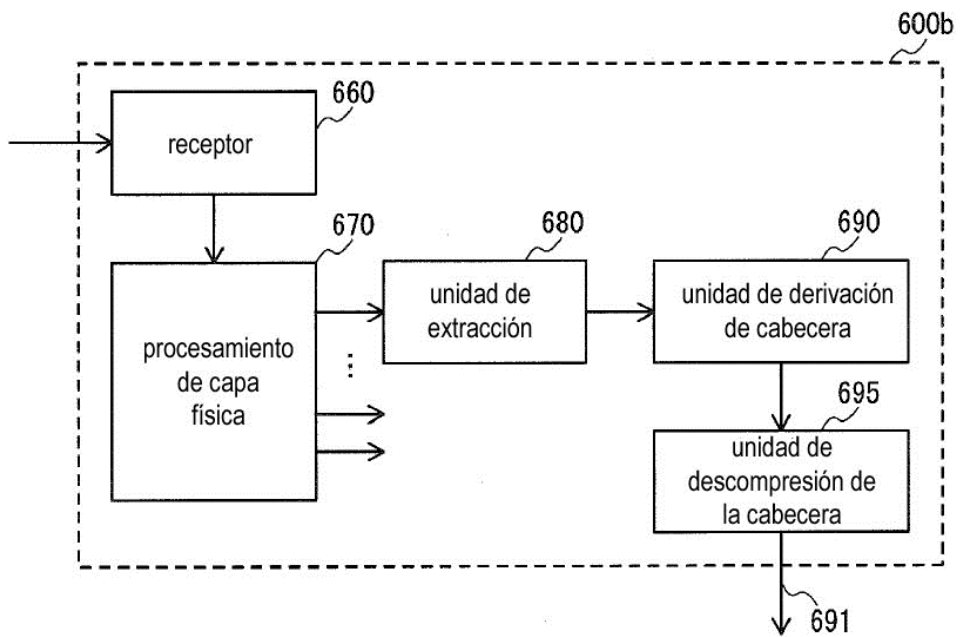 600b
660
receptor
670
procesamiento
de capa
física
680
unidad de
extracción
690
unidad de derivación
de cabecera
695
unidad de
descompresión de
la cabecera
691